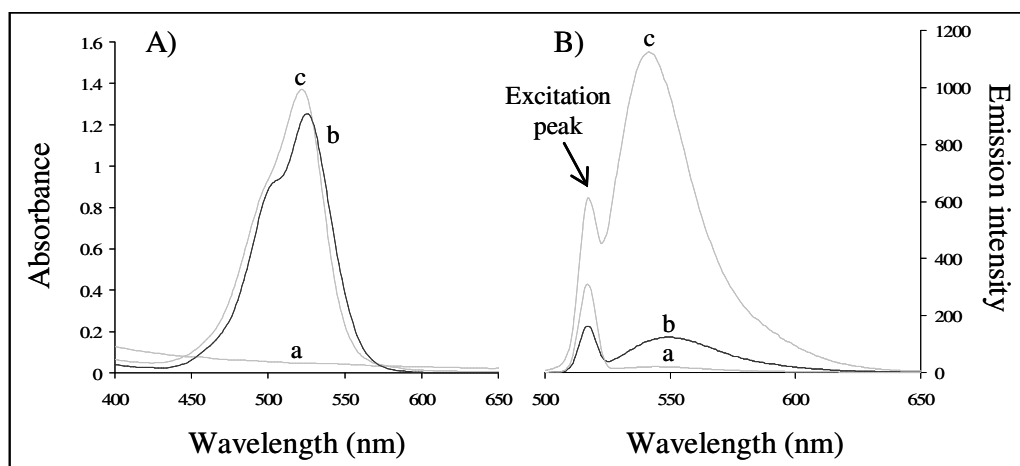 A)
1.6
1.4
1.2
1
0.8
0.6
0.4
0.2
0
Absorbance
c
b
a
400
450
500
550
600
650
Wavelength (nm)
B)
c
Excitation
peak
b
a
1200
1000
800
600
400
200
0
Emission intensity
500
550
600
650
Wavelength (nm)